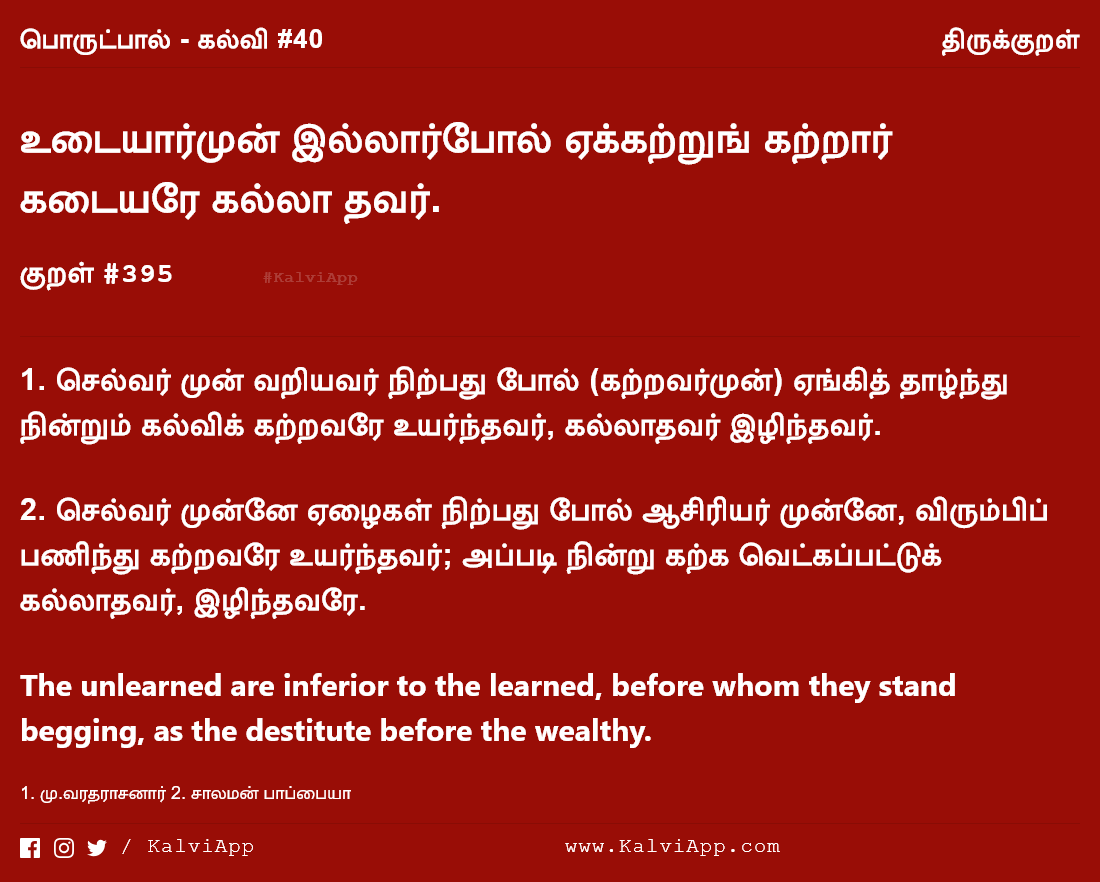 பொருட்பால் - கல்வி #40 திருக்குறள்
உடையார்முன் இல்லார்போல் ஏக்கற்றுங் கற்றார்
கடையரே கல்லா தவர்.
குறள் #395 #KalviApp
1. செல்வர் முன் வறியவர் நிற்பது போல் (கற்றவர்முன்) ஏங்கித் தாழ்ந்து
நின்றும் கல்விக் கற்றவரே உயர்ந்தவர், கல்லாதவர் இழிந்தவர்.
2. செல்வர் முன்னே ஏழைகள் நிற்பது போல் ஆசிரியர் முன்னே, விரும்பிப்
பணிந்து கற்றவரே உயர்ந்தவர்; அப்படி நின்று கற்க வெட்கப்பட்டுக்
கல்லாதவர், இழிந்தவரே.
The unlearned are inferior to the learned, before whom they stand
begging, as the destitute before the wealthy.
1. மு.வரதராசனார் 2. சாலமன் பாப்பையா
/ KalviApp www.KalviApp.com